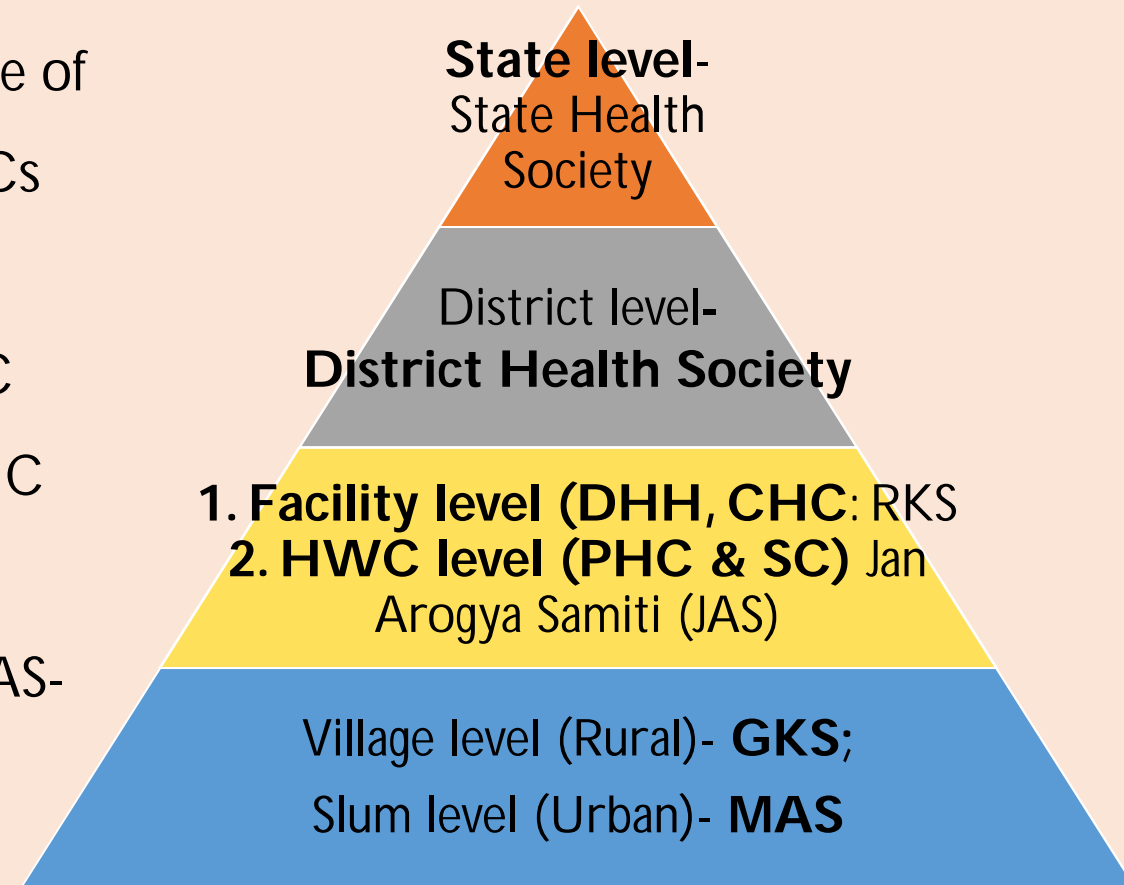 e of
Cs
C
C
AS-
State level-
State Health
Society
District level-
District Health Society
1. Facility level (DHH, CHC: RKS
2. HWC level (PHC & SC) Jan
Arogya Samiti (JAS)
Village level (Rural)- GKS;
Slum level (Urban)- MAS